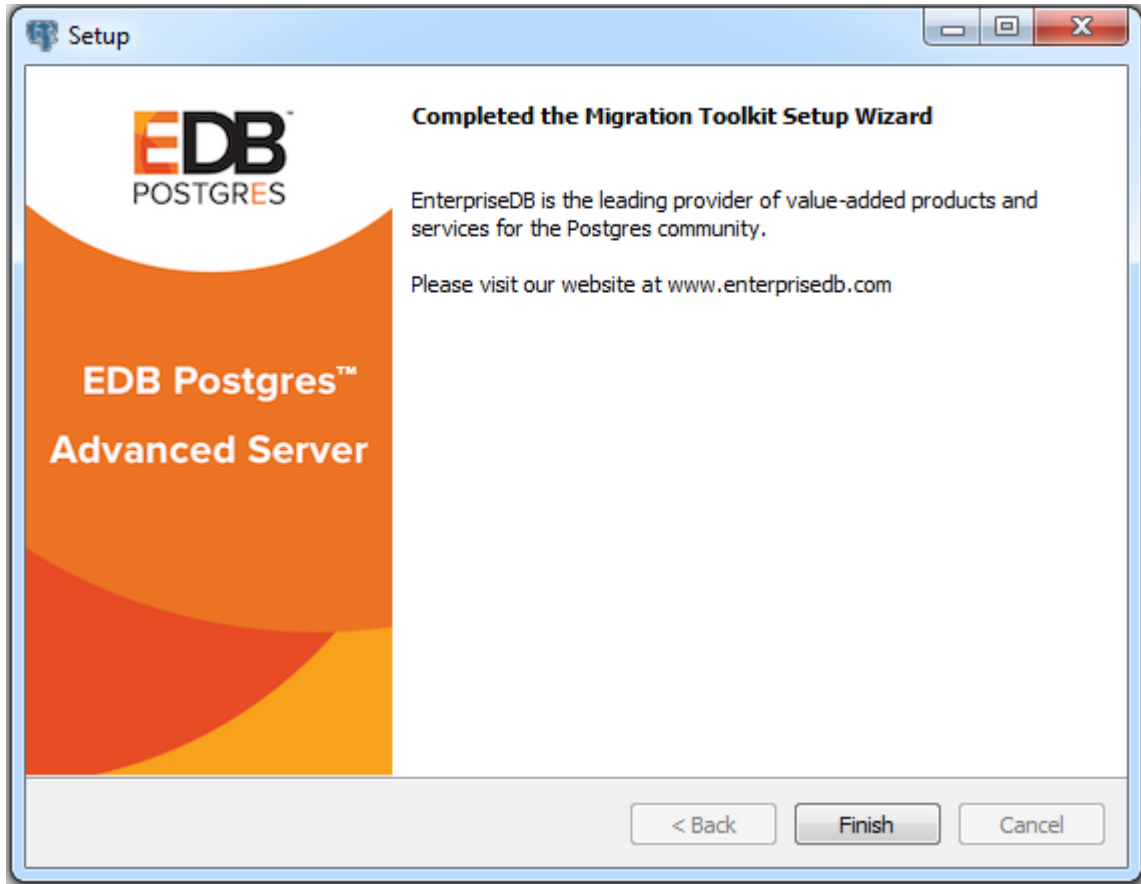 Setup
EDB™
POSTGRES
EDB Postgres™
Advanced Server
Completed the Migration Toolkit Setup Wizard
EnterpriseDB is the leading provider of value-added products and
services for the Postgres community.
Please visit our website at www.enterprisedb.com
< Back
Finish
Cancel